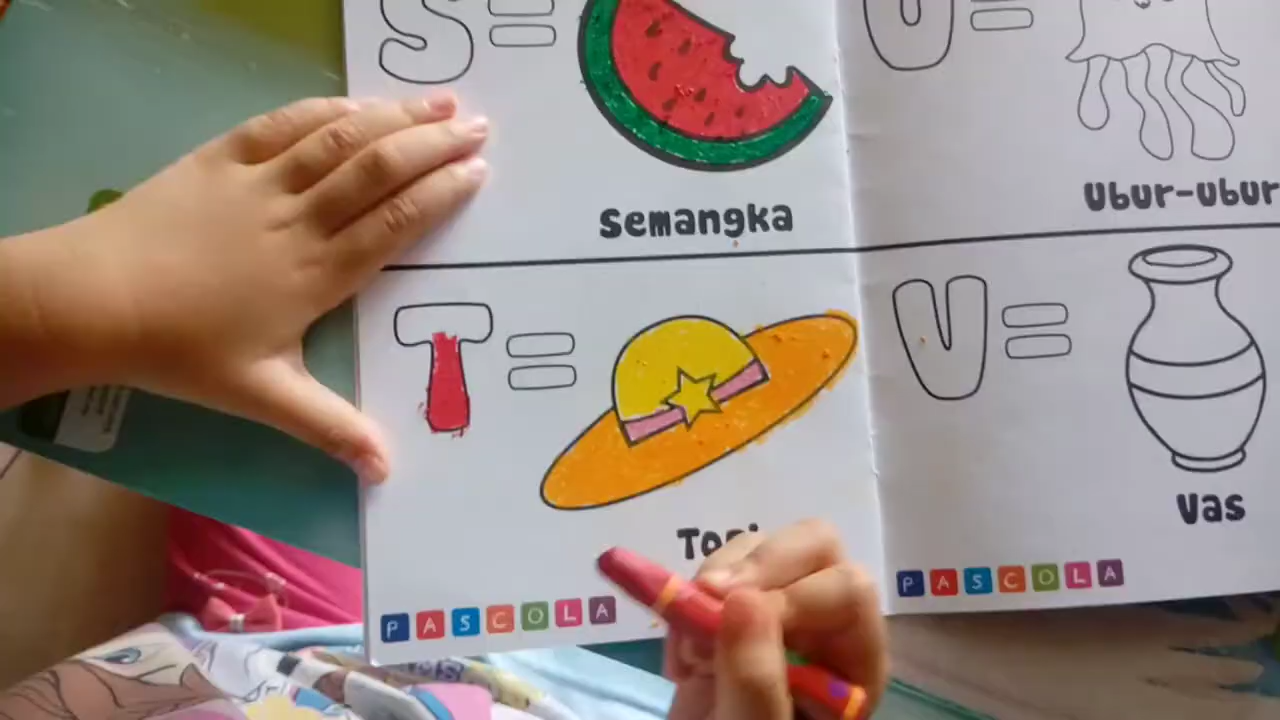 S =
Semangka
U =
Ubur-Ubur
T =
V =
Vas
PASCOLA
PASCOLA